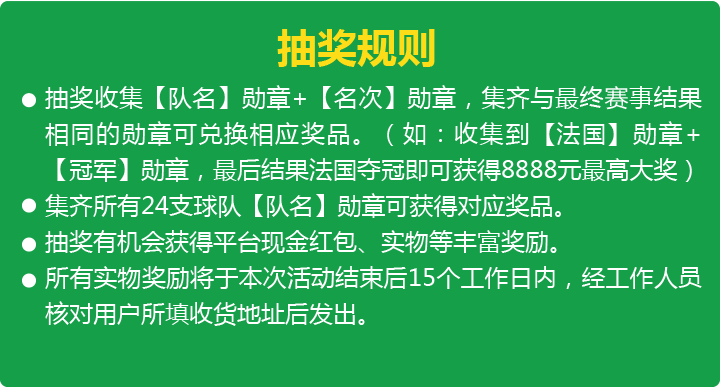 抽奖规则
● 抽奖收集【队名】勋章+【名次】勋章，集齐与最终赛事结果
相同的勋章可兑换相应奖品。（如：收集到【法国】勋章+
【冠军】勋章，最后结果法国夺冠即可获得8888元最高大奖）
● 集齐所有24支球队【队名】勋章可获得对应奖品。
● 抽奖有机会获得平台现金红包、实物等丰富奖励。
● 所有实物奖励将于本次活动结束后15个工作日内，经工作人员
核对用户所填收货地址后发出。